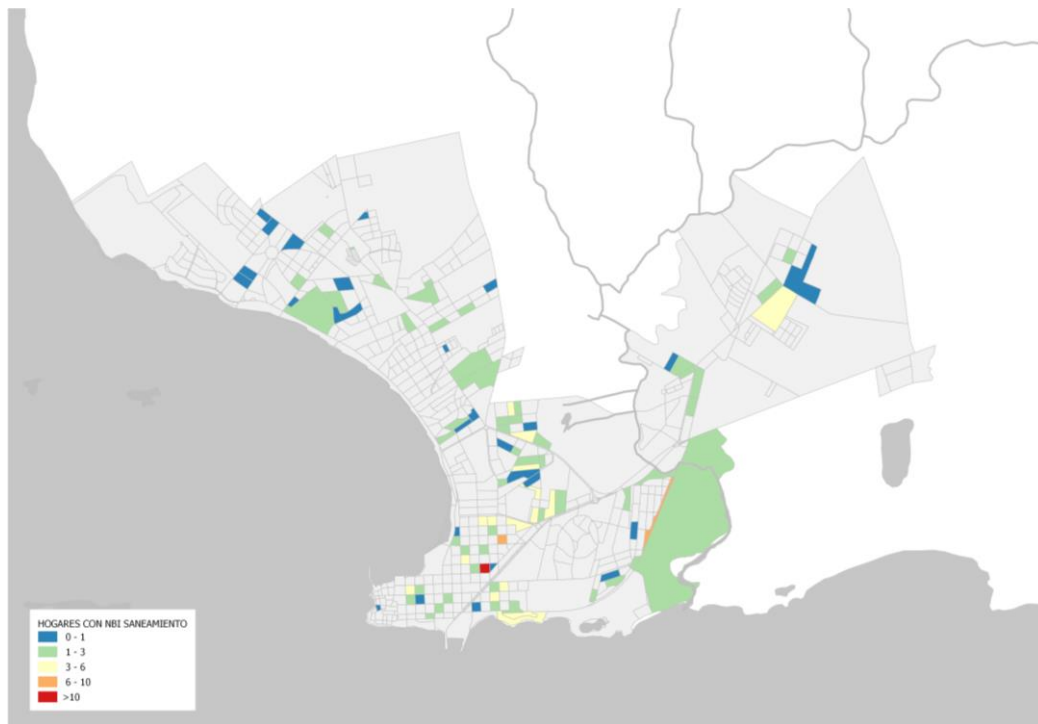 HOGARES CON NBI SANEAMIENTO
0 - 1
1 - 3
3 - 6
6 - 10
>10